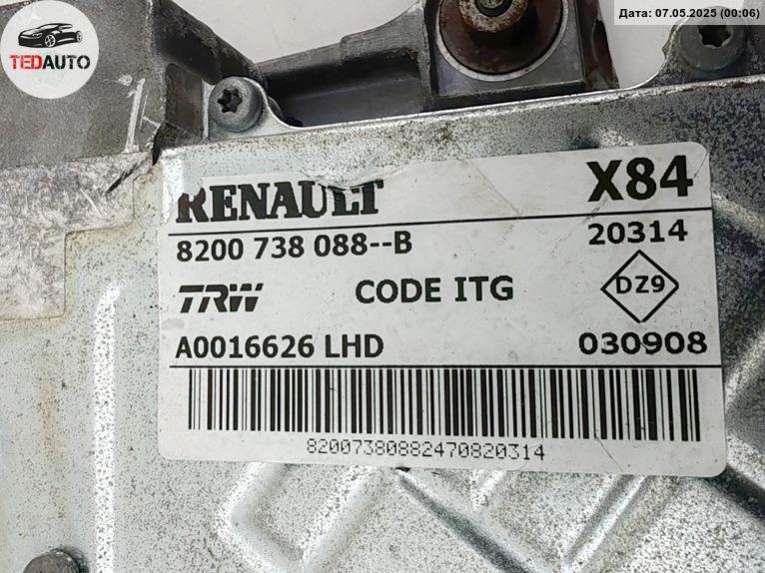 Дата: 07.05.2025 (00:06)
TEDAUTO
RENAULT X84
8200 738 088--B 20314
TRW CODE ITG DZ9
A0016626 LHD 030908
82007380882470820314